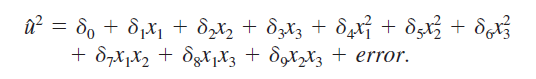 û² = δ₀ + δ₁x₁ + δ₂x₂ + δ₃x₃ + δ₄x₁² + δ₅x₂² + δ₆x₃²
+ δ₇x₁x₂ + δ₈x₁x₃ + δ₉x₂x₃ + error.